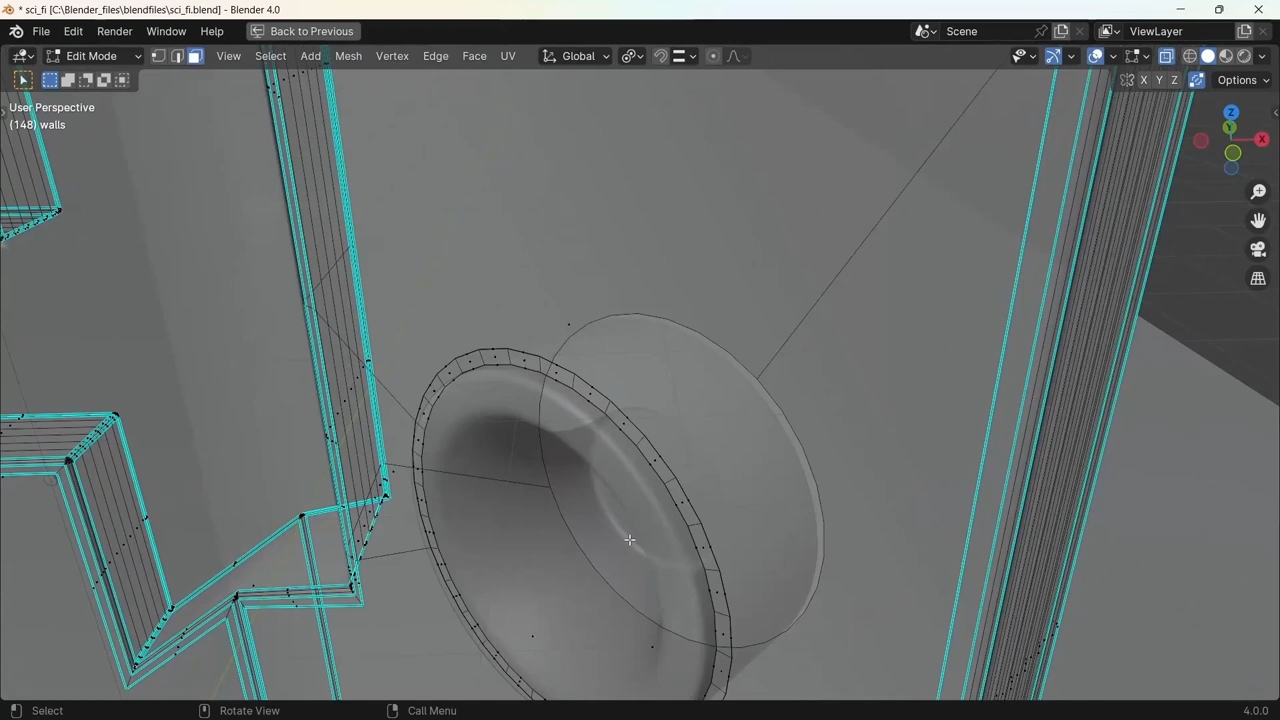 * sci_fi [C:\Blender_files\blendfiles\sci_fi.blend] - Blender 4.0
File Edit Render Window Help Back to Previous Scene ViewLayer
Edit Mode View Select Add Mesh Vertex Edge Face UV Global
X Y Z Options
User Perspective
(148) walls
Z
Y
X
Select Rotate View Call Menu 4.0.0